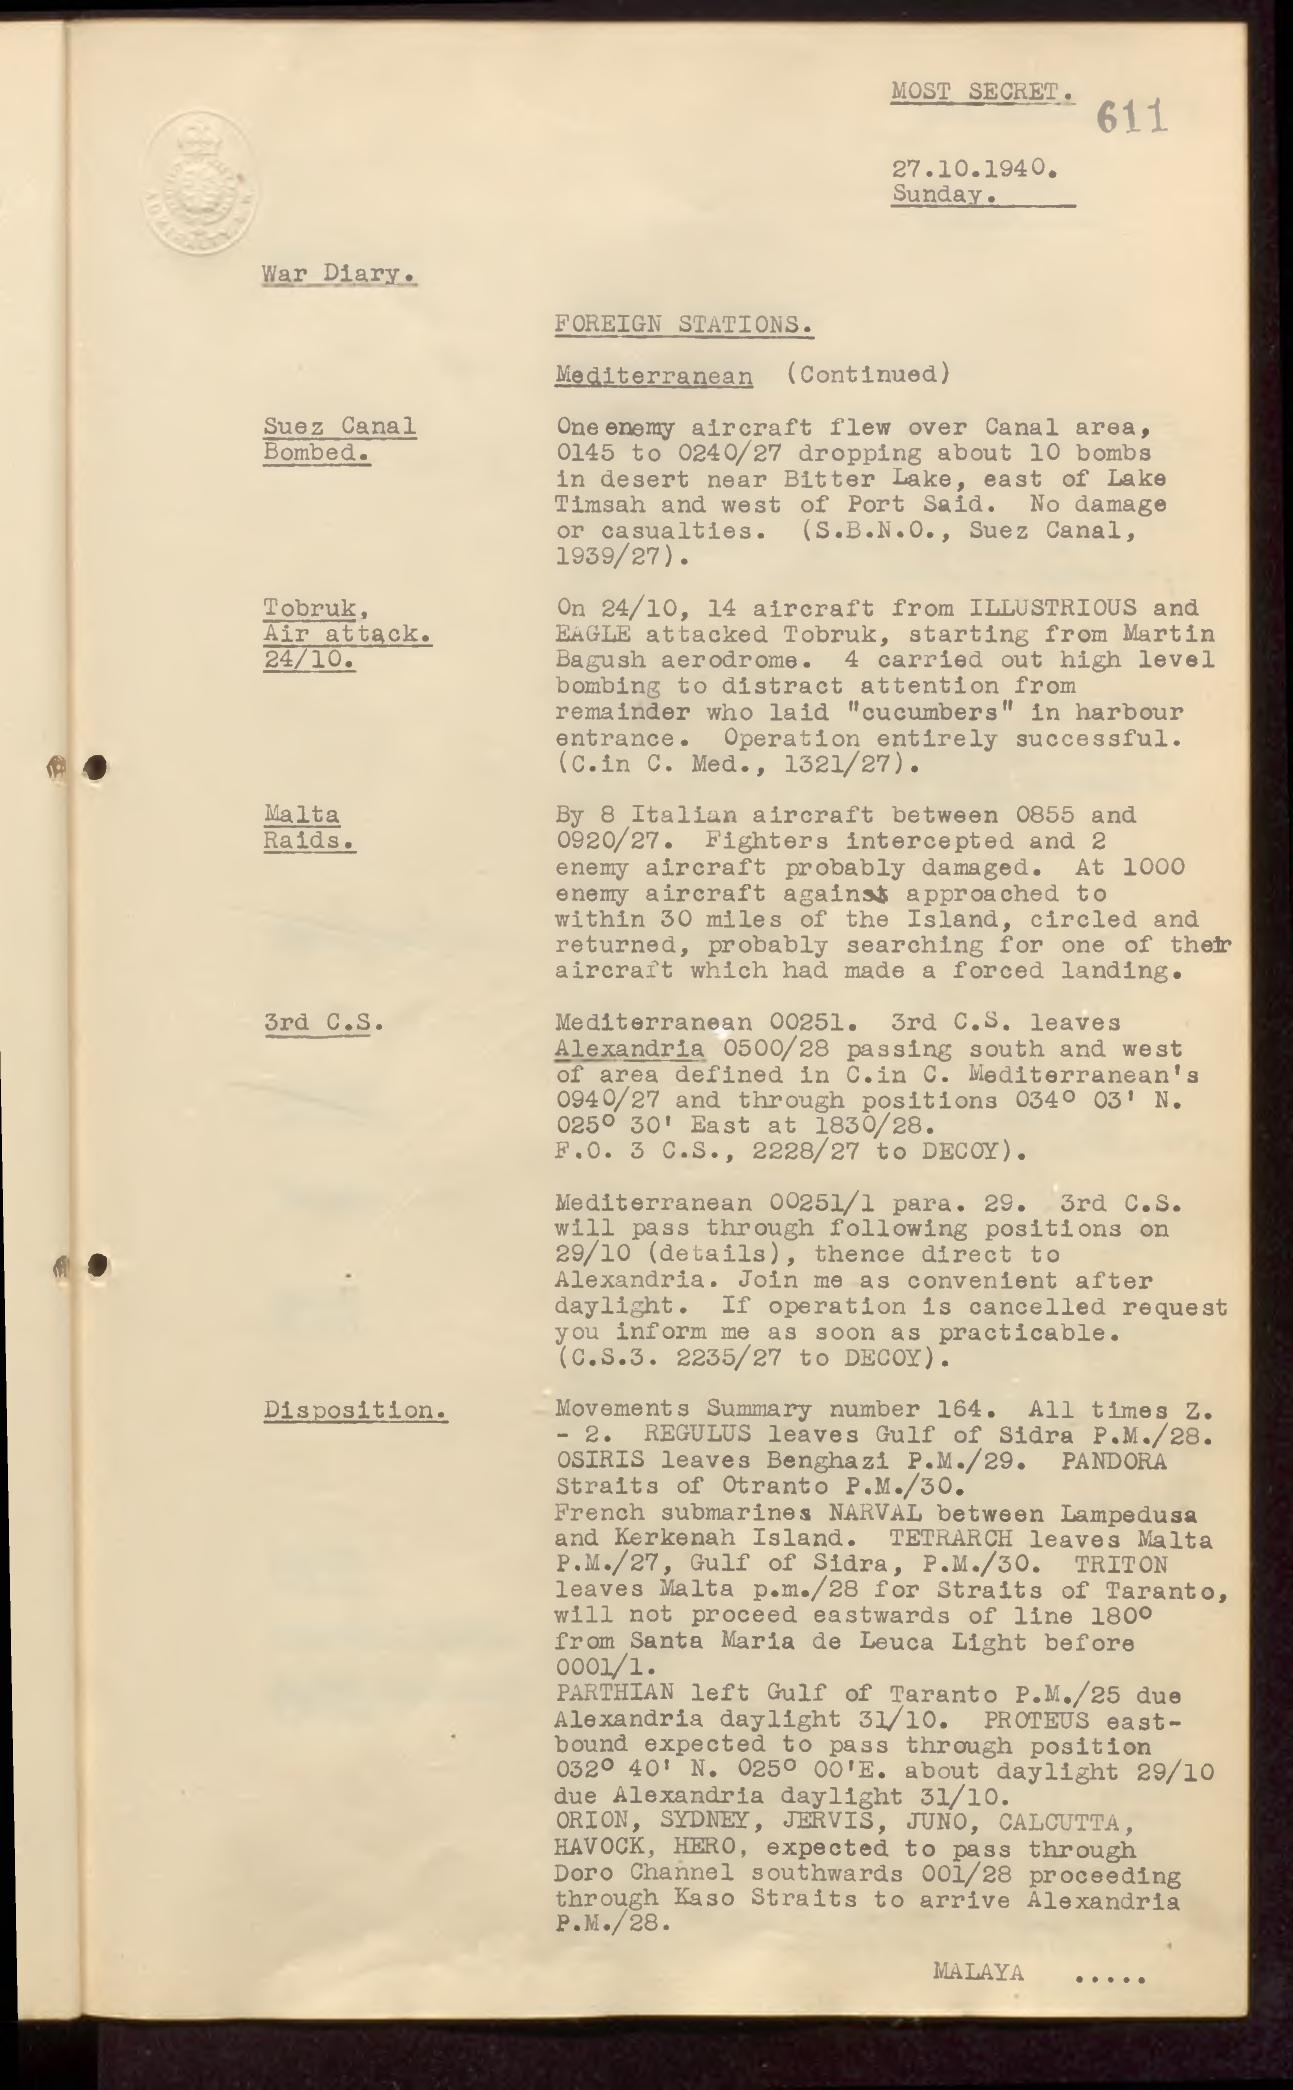 MOST SECRET.
611
27.10.1940.
Sunday.
War Diary.
FOREIGN STATIONS.
Mediterranean (Continued)
Suez Canal
Bombed.
One enemy aircraft flew over Canal area,
0145 to 0240/27 dropping about 10 bombs
in desert near Bitter Lake, east of Lake
Timsah and west of Port Said. No damage
or casualties. (S.B.N.O., Suez Canal,
1939/27).
Tobruk,
Air attack.
24/10.
On 24/10, 14 aircraft from ILLUSTRIOUS and
EAGLE attacked Tobruk, starting from Martin
Bagush aerodrome. 4 carried out high level
bombing to distract attention from
remainder who laid "cucumbers" in harbour
entrance. Operation entirely successful.
(C.in C. Med., 1321/27).
Malta
Raids.
By 8 Italian aircraft between 0855 and
0920/27. Fighters intercepted and 2
enemy aircraft probably damaged. At 1000
enemy aircraft against approached to
within 30 miles of the Island, circled and
returned, probably searching for one of their
aircraft which had made a forced landing.
3rd C.S.
Mediterranean 00251. 3rd C.S. leaves
Alexandria 0500/28 passing south and west
of area defined in C.in C. Mediterranean's
0940/27 and through positions 034° 03' N.
025° 30' East at 1830/28.
F.O. 3 C.S., 2228/27 to DECOY).
Mediterranean 00251/1 para. 29. 3rd C.S.
will pass through following positions on
29/10 (details), thence direct to
Alexandria. Join me as convenient after
daylight. If operation is cancelled request
you inform me as soon as practicable.
(C.S.3. 2235/27 to DECOY).
Disposition.
Movements Summary number 164. All times Z.
- 2. REGULUS leaves Gulf of Sidra P.M./28.
OSIRIS leaves Benghazi P.M./29. PANDORA
Straits of Otranto P.M./30.
French submarines NARVAL between Lampedusa
and Kerkenah Island. TETRARCH leaves Malta
P.M./27, Gulf of Sidra, P.M./30. TRITON
leaves Malta p.m./28 for Straits of Taranto,
will not proceed eastwards of line 180°
from Santa Maria de Leuca Light before
0001/1.
PARTHIAN left Gulf of Taranto P.M./25 due
Alexandria daylight 31/10. PROTEUS east-
bound expected to pass through position
032° 40' N. 025° 00'E. about daylight 29/10
due Alexandria daylight 31/10.
ORION, SYDNEY, JERVIS, JUNO, CALCUTTA,
HAVOCK, HERO, expected to pass through
Doro Channel southwards 001/28 proceeding
through Kaso Straits to arrive Alexandria
P.M./28.
MALAYA .....